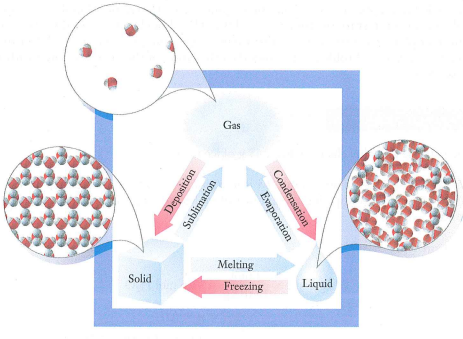 Gas
Deposition
Sublimation
Condensation
Evaporation
Solid
Melting
Freezing
Liquid